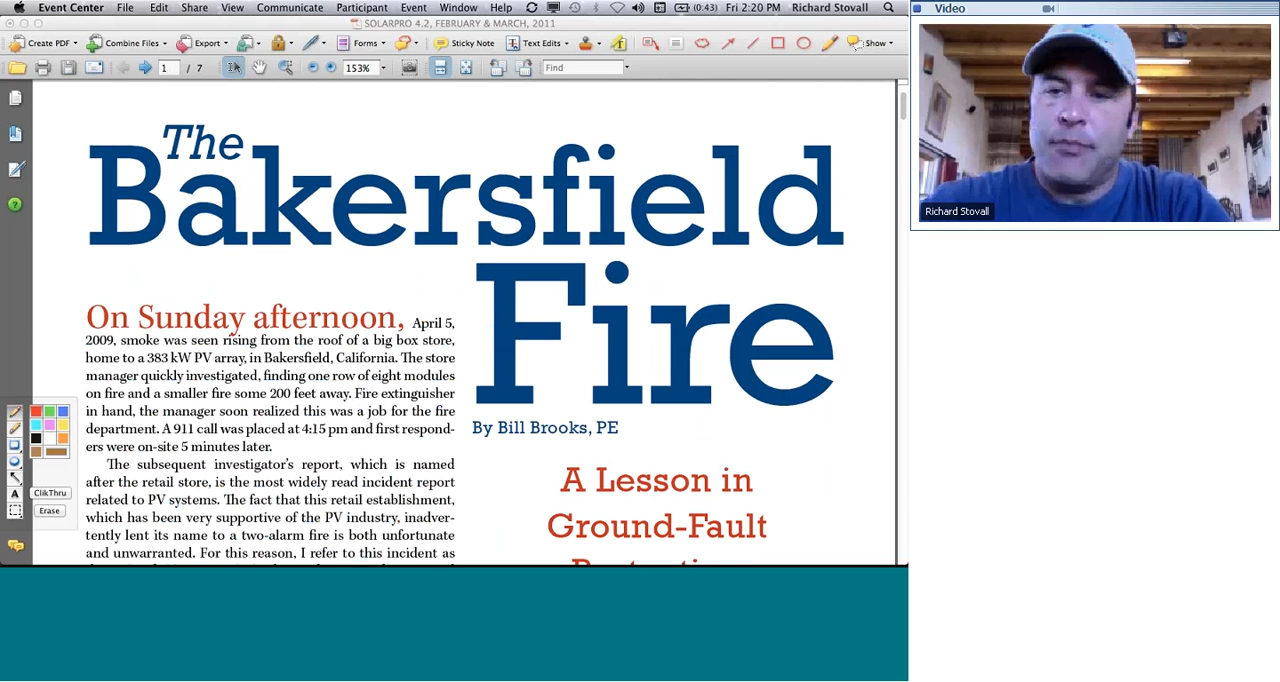 Event Center File Edit Share View Participant Event Window Help (0:43) Fri 2:20 PM Richard Stovall
Video
SOLARPRO 4.2, FEBRUARY & MARCH, 2011
Create PDF Combine Files Export Forms Sticky Note Text Edits Show
1 / 7 153% Find
The
Bakersfield
Fire
On Sunday afternoon, April 5,
2009, smoke was seen rising from the roof of a big box store,
home to a 383 kW PV array, in Bakersfield, California. The store
manager quickly investigated, finding one row of eight modules
on fire and a smaller fire some 200 feet away. Fire extinguisher
in hand, the manager soon realized this was a job for the fire
department. A 911 call was placed at 4:15 pm and first respond-
ers were on-site 5 minutes later.
The subsequent investigator's report, which is named
after the retail store, is the most widely read incident report
related to PV systems. The fact that this retail establishment,
which has been very supportive of the PV industry, inadver-
tently lent its name to a two-alarm fire is both unfortunate
and unwarranted. For this reason, I refer to this incident as
By Bill Brooks, PE
A Lesson in
Ground-Fault
ClikThru
Erase
Richard Stovall